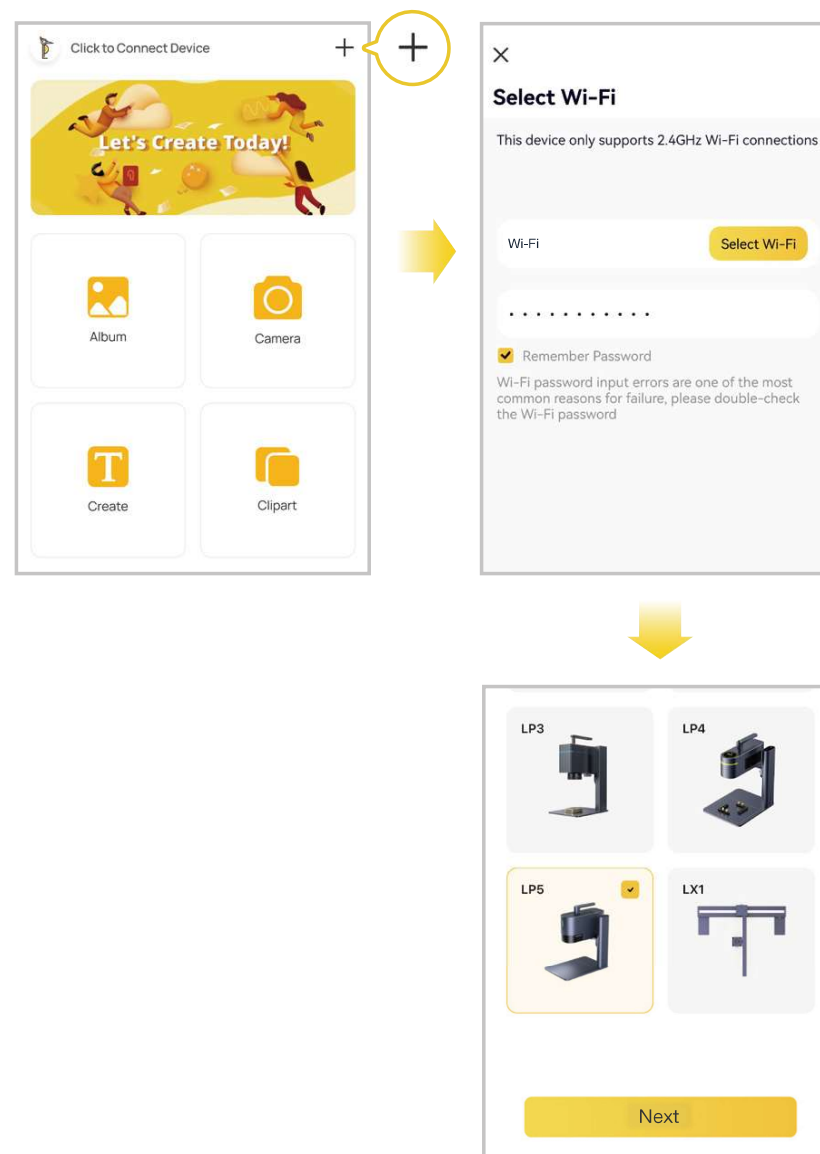 Click to Connect Device
Let's Create Today!
Album
Camera
Create
Clipart
Select Wi-Fi
This device only supports 2.4GHz Wi-Fi connections
Wi-Fi
Select Wi-Fi
Remember Password
Wi-Fi password input errors are one of the most
common reasons for failure, please double-check
the Wi-Fi password
LP3
LP4
LP5
LX1
Next